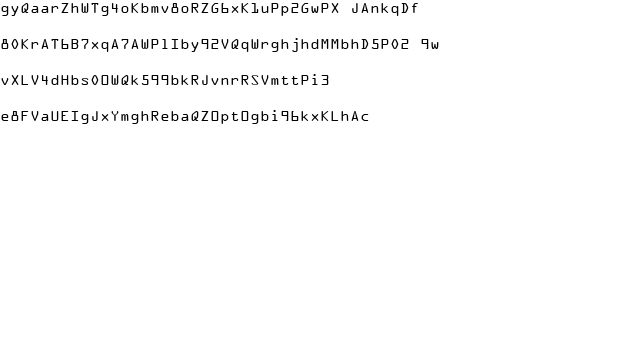 gyQaarZhWTg4oKbmv8oRZG6xK1uPp2GwPX JAnkqDf
80KrAT6B7xqA7AWPlIby92VQqWrghjhdMMbhD5P02 9w
vXLV4dHbs0OWQk599bkRJvnrRSVmttPi3
e8FVaUEIgJxYmghRebaQZOptOgbi96kxKLhAc